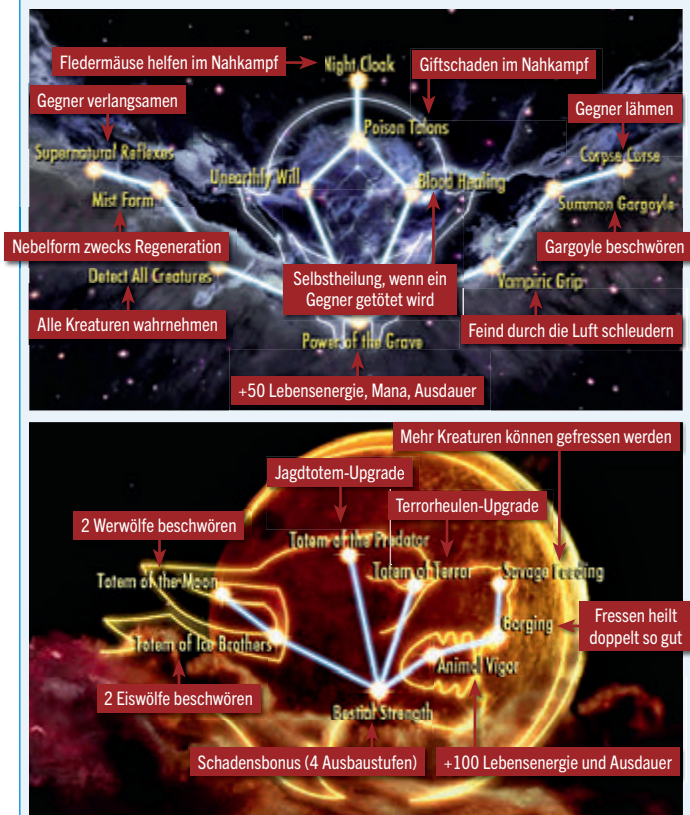 Fledermäuse helfen im Nahkampf
Night Cloak
Giftschaden im Nahkampf
Gegner verlangsamen
Gegner lähmen
Poison Talons
Supernatural Reflexes
Unearthly Will
Blood Healing
Corpse Curse
Mist Form
Summon Gargoyle
Nebelform zwecks Regeneration
Gargoyle beschwören
Detect All Creatures
Selbstheilung, wenn ein
Gegner getötet wird
Vampiric Grip
Alle Kreaturen wahrnehmen
Feind durch die Luft schleudern
Power of the Grave
+50 Lebensenergie, Mana, Ausdauer
Mehr Kreaturen können gefressen werden
Jagdtotem-Upgrade
Terrorheulen-Upgrade
2 Werwölfe beschwören
Totem of the Predator
Totem of the Moon
Totem of Terror
Savage Feeding
Fressen heilt
doppelt so gut
Gorging
Totem of Ice Brothers
Animal Vigor
2 Eiswölfe beschwören
Bestial Strength
Schadensbonus (4 Ausbaustufen)
+100 Lebensenergie und Ausdauer